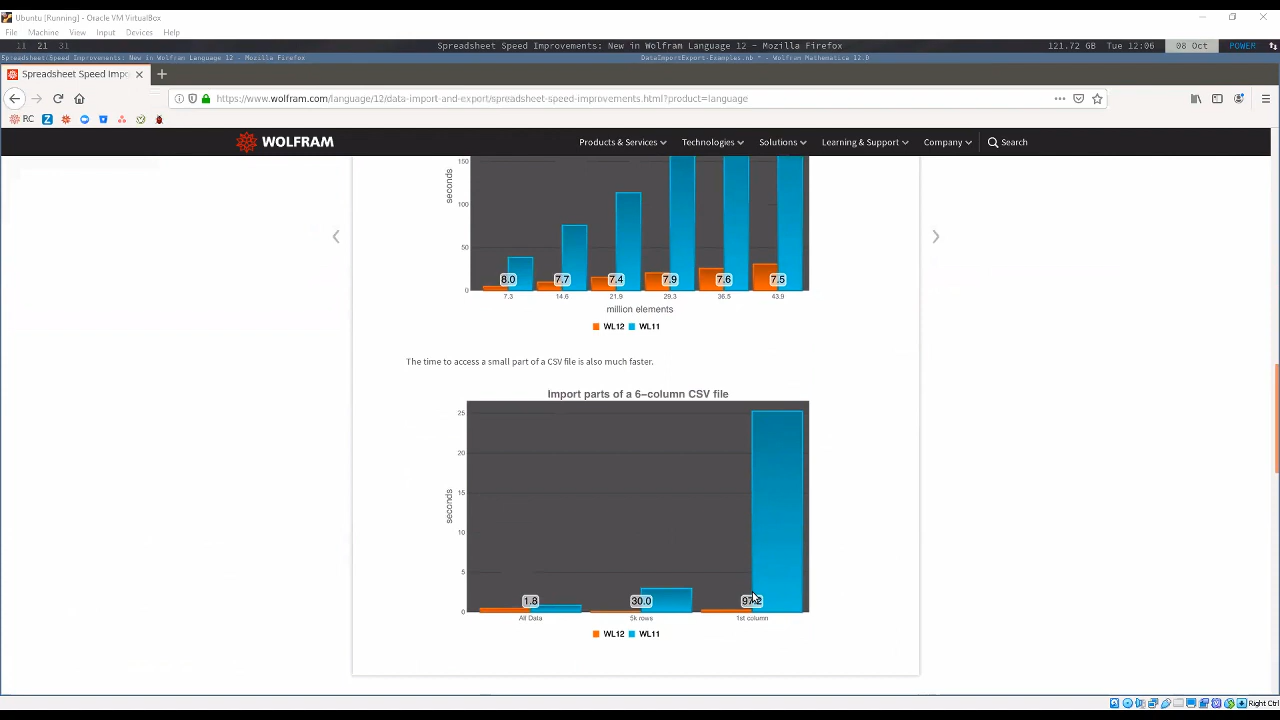 Ubuntu [Running] - Oracle VM VirtualBox
File Machine View Input Devices Help
11 21 31 Spreadsheet Speed Improvements: New in Wolfram Language 12 - Mozilla Firefox 121.72 GB Tue 12:06 08 Oct POWER
Spreadsheet Speed Improvements: New in Wolfram Language 12 - Mozilla Firefox DataImportExport-Examples.nb * - Wolfram Mathematica 12.0
Spreadsheet Speed Impro
https://www.wolfram.com/language/12/data-import-and-export/spreadsheet-speed-improvements.html?product=language
RC
WOLFRAM Products & Services Technologies Solutions Learning & Support Company Search
150
100
50
0
seconds
8.0 7.7 7.4 7.9 7.6 7.5
7.3 14.6 21.9 29.3 36.5 43.9
million elements
WL12 WL11
The time to access a small part of a CSV file is also much faster.
Import parts of a 6-column CSV file
25
20
15
10
5
0
seconds
1.8 30.0
All Data 5k rows 1st column
WL12 WL11
Right Ctrl